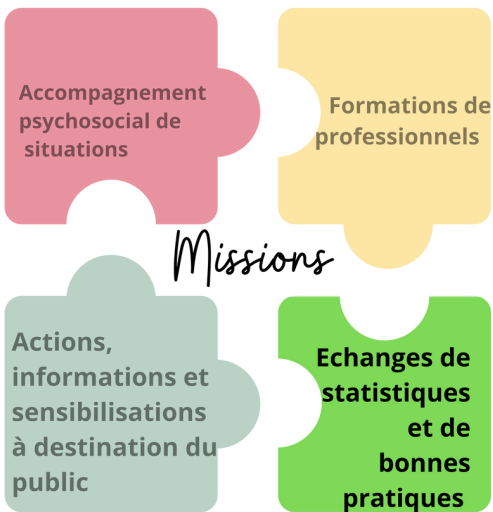 Accompagnement
psychosocial de
situations
Formations de
professionnels
Missions
Actions,
informations et
sensibilisations
à destination du
public
Echanges de
statistiques
et de
bonnes
pratiques